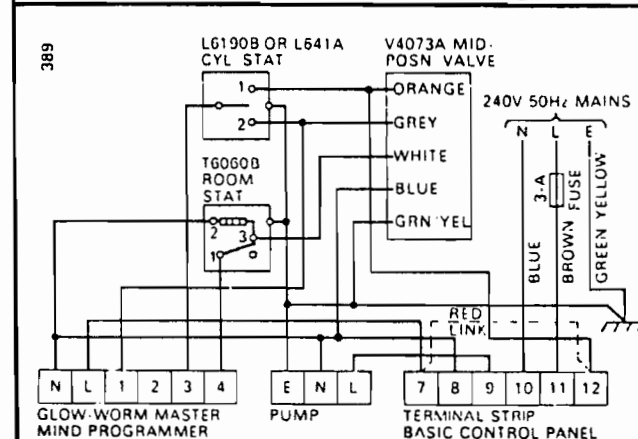 389
L6190B OR L641A
CYL STAT
V4073A MID-
POSN VALVE
1
2
ORANGE
GREY
WHITE
BLUE
GRN/YEL
240V 50Hz MAINS
N L E
3-A FUSE
BLUE
BROWN
GREEN YELLOW
T6060B
ROOM
STAT
2
3
1
RED
LINK
N L 1 2 3 4
GLOW-WORM MASTER
MIND PROGRAMMER
E N L
PUMP
7 8 9 10 11 12
TERMINAL STRIP
BASIC CONTROL PANEL